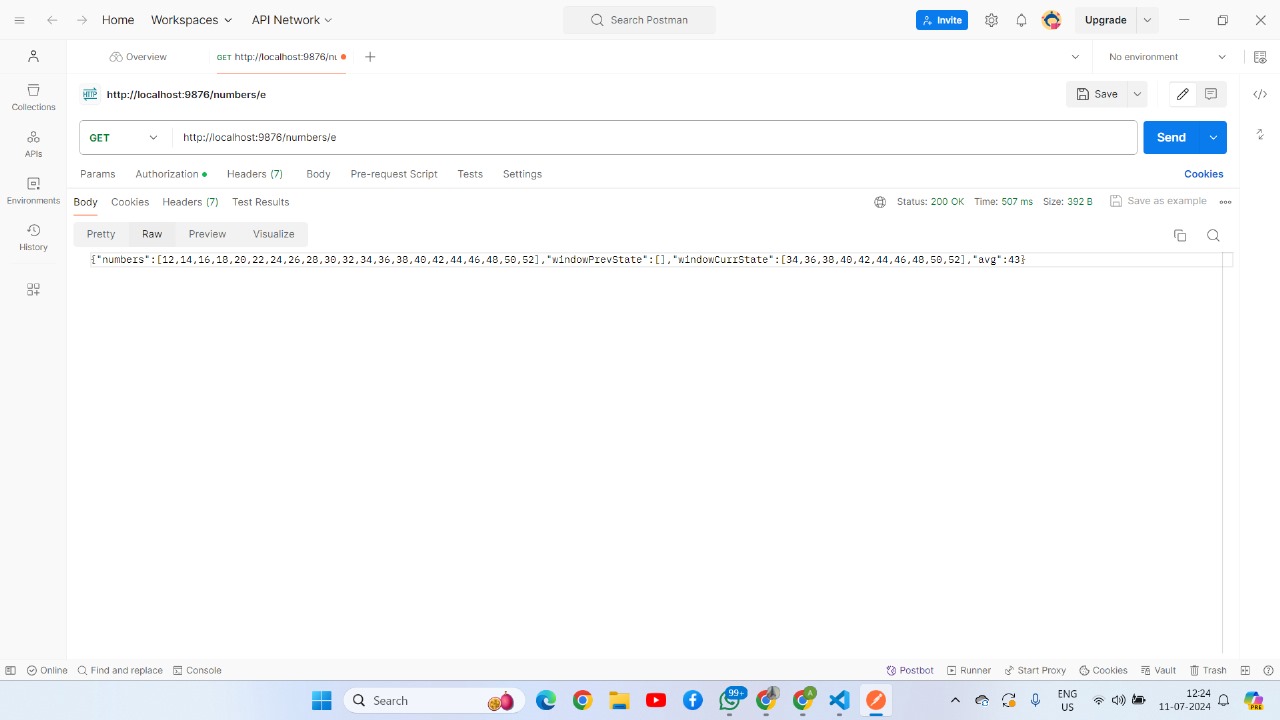 Home Workspaces API Network Search Postman Invite Upgrade
Overview GET http://localhost:9876/nu No environment
HTTP http://localhost:9876/numbers/e Save
Collections
GET http://localhost:9876/numbers/e Send
APIs
Params Authorization Headers (7) Body Pre-request Script Tests Settings Cookies
Environments
Body Cookies Headers (7) Test Results Status: 200 OK Time: 507 ms Size: 392 B Save as example
History
Pretty Raw Preview Visualize
{"numbers":[12,14,16,18,20,22,24,26,28,30,32,34,36,38,40,42,44,46,48,50,52],"windowPrevState":[],"windowCurrState":[34,36,38,40,42,44,46,48,50,52],"avg":43}
Online Find and replace Console Postbot Runner Start Proxy Cookies Vault Trash
Search 99+ A ENG 12:24
US 11-07-2024 PRE